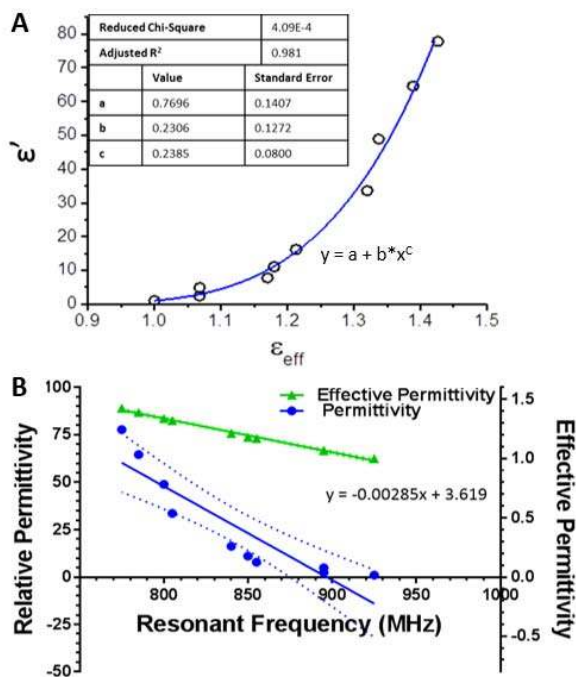 A
Reduced Chi-Square 4.09E-4
Adjusted R² 0.981
Value Standard Error
a 0.7696 0.1407
b 0.2306 0.1272
c 0.2385 0.0800
80
70
60
50
40
30
20
10
0
ε'
y = a + b*x^c
0.9 1.0 1.1 1.2 1.3 1.4 1.5
ε_eff
B
100
75
50
25
0
-25
-50
Relative Permittivity
Effective Permittivity
Permittivity
y = -0.00285x + 3.619
1.5
1.0
0.5
0.0
-0.5
Effective Permittivity
800 850 900 950 1000
Resonant Frequency (MHz)